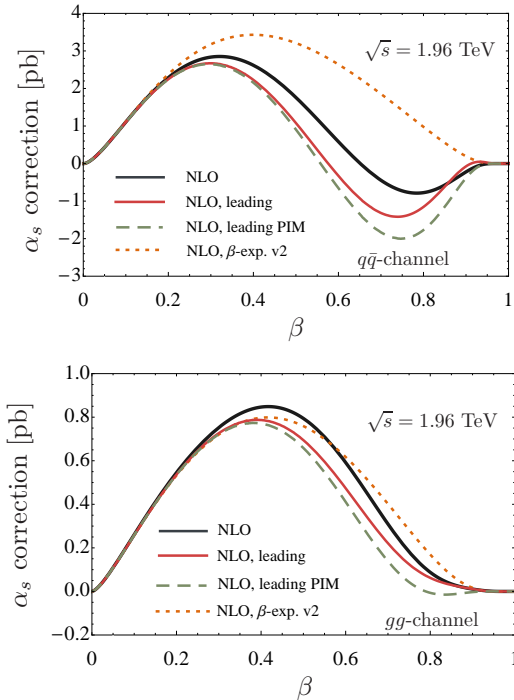 4
3
√s = 1.96 TeV
2
1
0
αs correction [pb]
NLO
-1
NLO, leading
NLO, leading PIM
-2
NLO, β-exp. v2
qq̄-channel
-3
0 0.2 0.4 0.6 0.8 1
β
1.0
0.8
√s = 1.96 TeV
0.6
0.4
αs correction [pb]
NLO
0.2
NLO, leading
NLO, leading PIM
0.0
NLO, β-exp. v2
gg-channel
-0.2
0 0.2 0.4 0.6 0.8 1
β